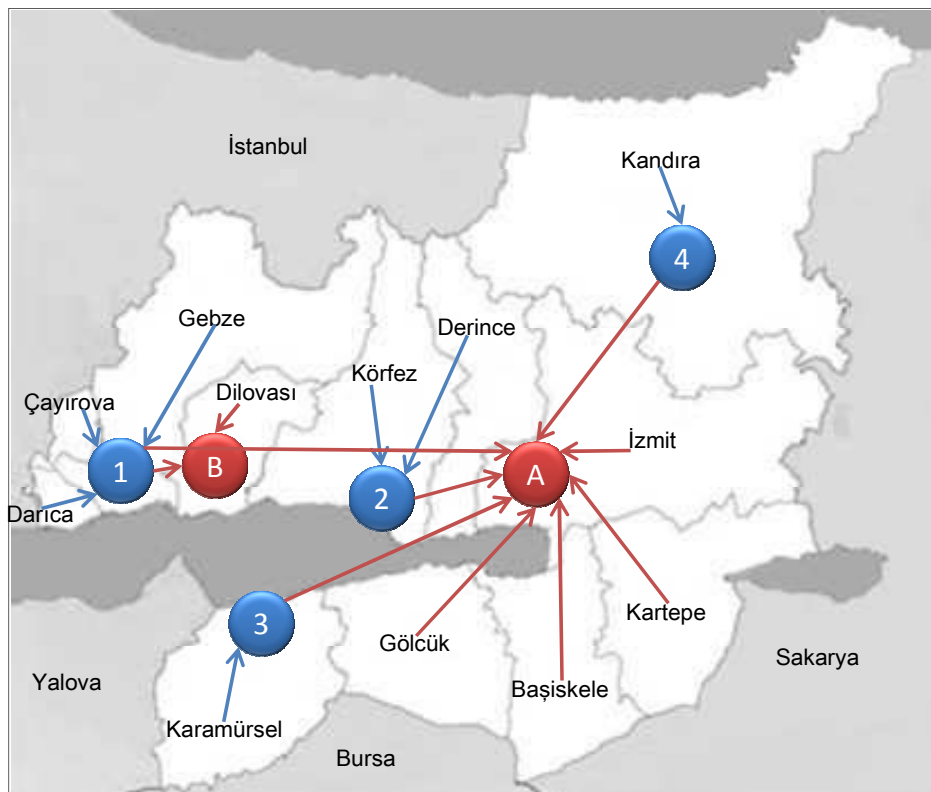 İstanbul
Kandıra
4
Gebze
Derince
Körfez
Dilovası
Çayırova
İzmit
1
B
A
2
Darıca
3
Kartepe
Gölcük
Sakarya
Yalova
Başiskele
Karamürsel
Bursa